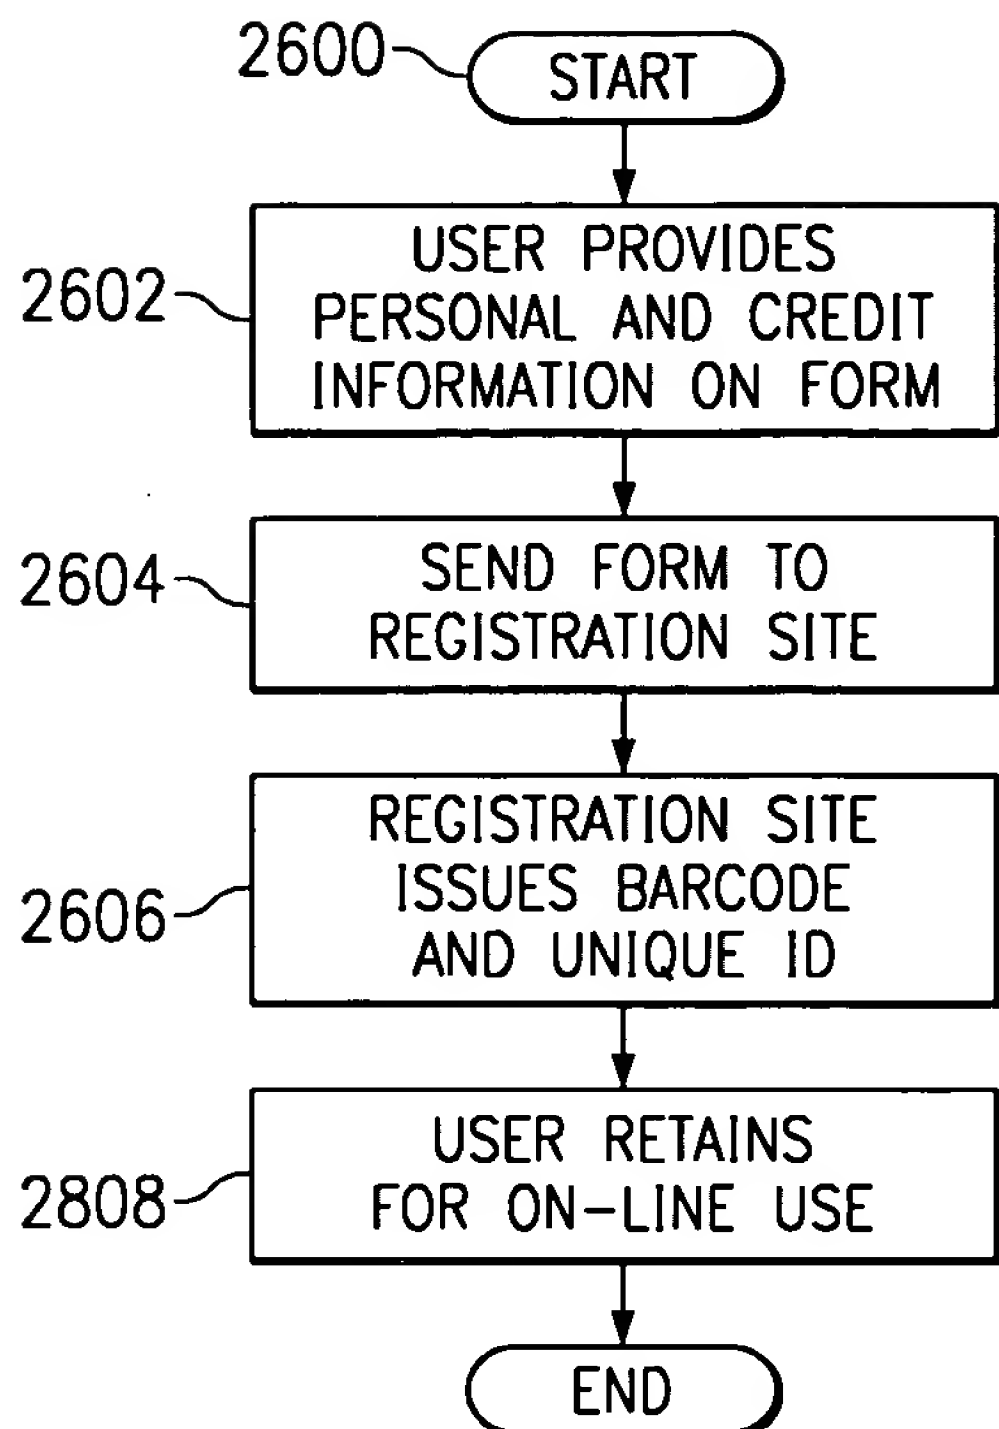 2600
START
2602
USER PROVIDES
PERSONAL AND CREDIT
INFORMATION ON FORM
2604
SEND FORM TO
REGISTRATION SITE
2606
REGISTRATION SITE
ISSUES BARCODE
AND UNIQUE ID
2808
USER RETAINS
FOR ON-LINE USE
END